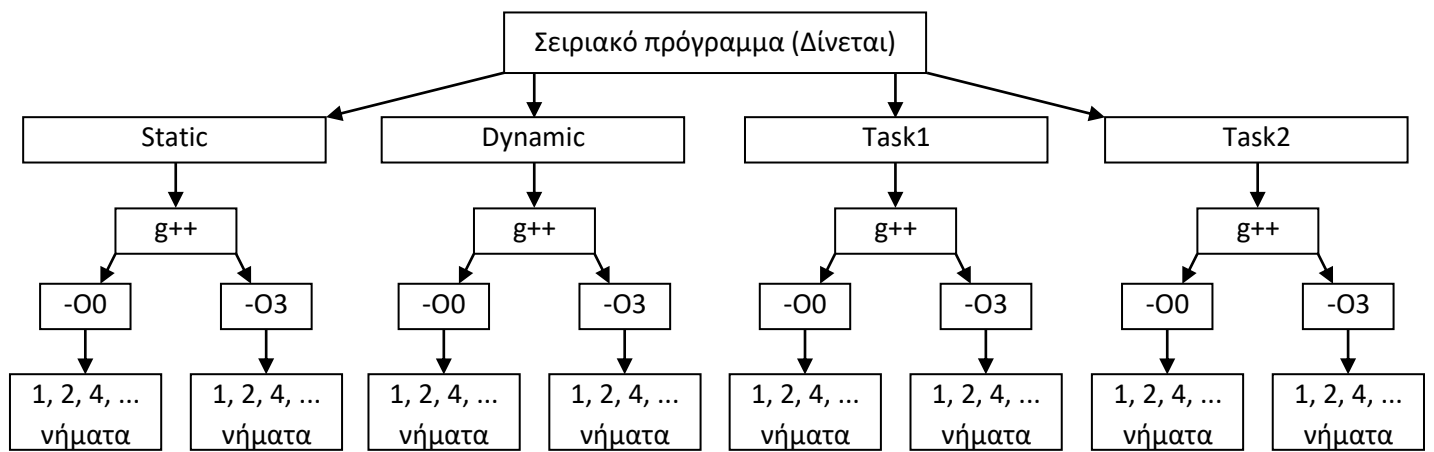 Σειριακό πρόγραμμα (Δίνεται)
Static
Dynamic
Task1
Task2
g++
g++
g++
g++
-O0
-O3
-O0
-O3
-O0
-O3
-O0
-O3
1, 2, 4, ...
νήματα
1, 2, 4, ...
νήματα
1, 2, 4, ...
νήματα
1, 2, 4, ...
νήματα
1, 2, 4, ...
νήματα
1, 2, 4, ...
νήματα
1, 2, 4, ...
νήματα
1, 2, 4, ...
νήματα